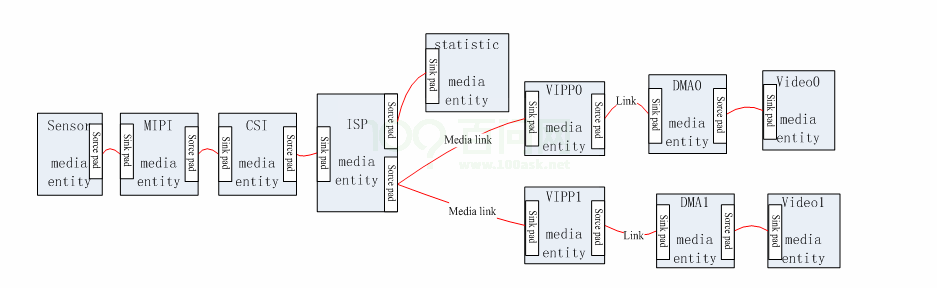 statistic
Sink pad
media
entity
Sensor
Sorce pad
media
entity
MIPI
Sink pad
Sorce pad
media
entity
CSI
Sink pad
Sorce pad
media
entity
ISP
Sink pad
Sorce pad
Sorce pad
media
entity
Media link
Media link
VIPP0
Sink pad
Sorce pad
media
entity
Link
DMA0
Sink pad
Sorce pad
media
entity
Video0
Sink pad
media
entity
VIPP1
Sink pad
Sorce pad
media
entity
Link
DMA1
Sink pad
Sorce pad
media
entity
Video1
Sink pad
media
entity
www.100ask.net